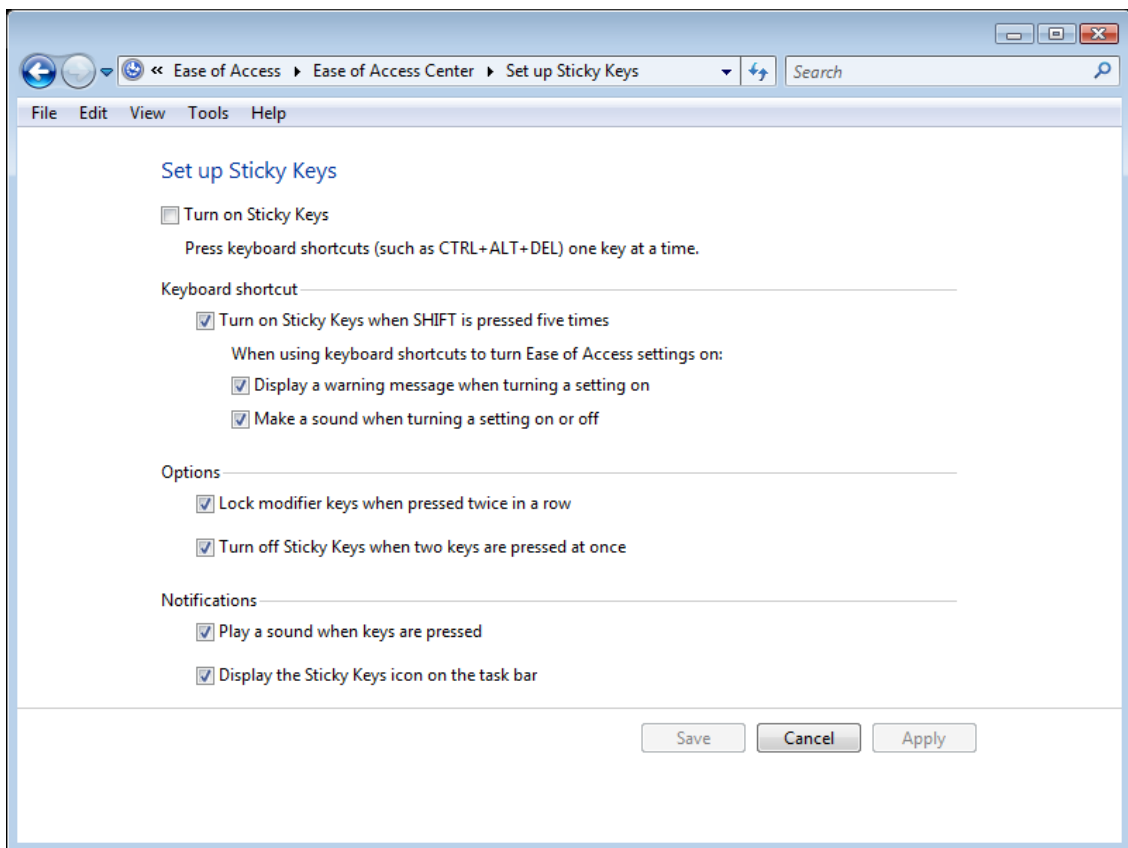 « Ease of Access ▸ Ease of Access Center ▸ Set up Sticky Keys Search
File Edit View Tools Help
Set up Sticky Keys
Turn on Sticky Keys
Press keyboard shortcuts (such as CTRL+ALT+DEL) one key at a time.
Keyboard shortcut
Turn on Sticky Keys when SHIFT is pressed five times
When using keyboard shortcuts to turn Ease of Access settings on:
Display a warning message when turning a setting on
Make a sound when turning a setting on or off
Options
Lock modifier keys when pressed twice in a row
Turn off Sticky Keys when two keys are pressed at once
Notifications
Play a sound when keys are pressed
Display the Sticky Keys icon on the task bar
Save Cancel Apply